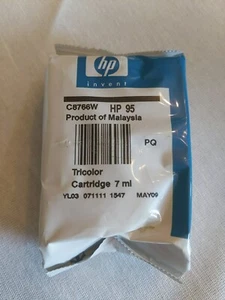 hp
invent
C8766W HP 95
Product of Malaysia
PQ
Tricolor
Cartridge 7 ml
YL03 071111 1547 MAY09